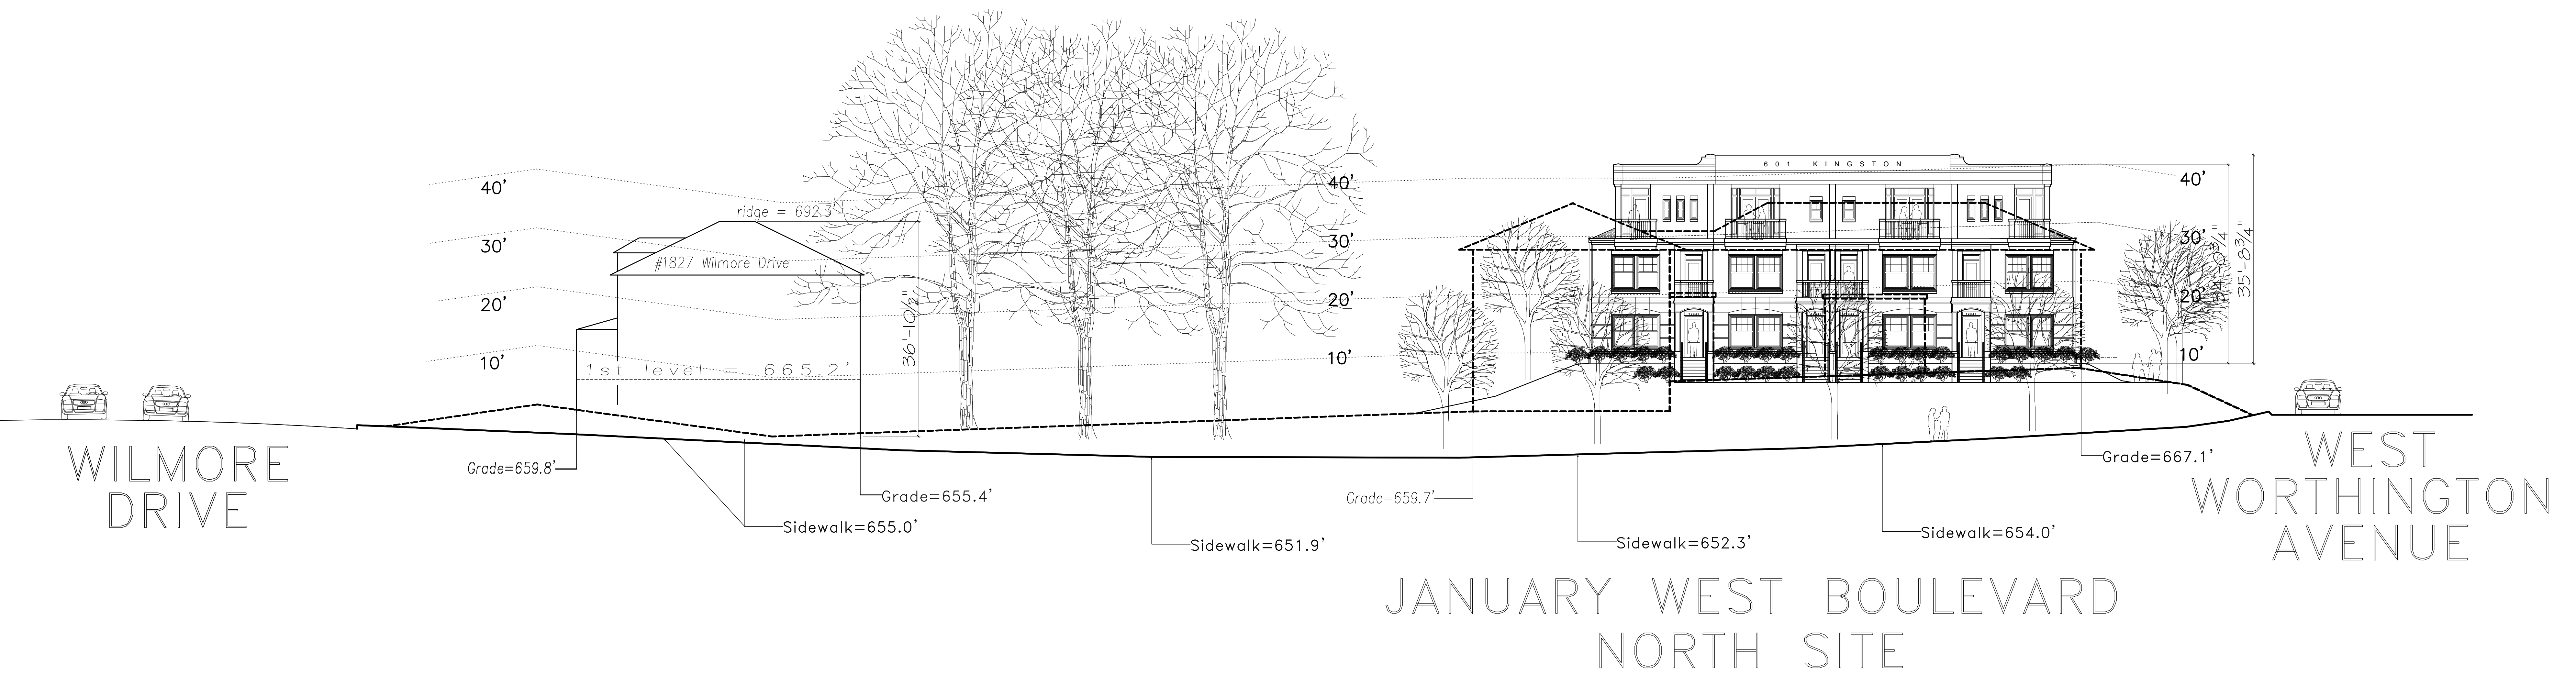 601 KINGSTON
40'
30'
20'
10'
ridge = 692.3'
#1827 Wilmore Drive
1st level = 665.2'
36'-10½"
40'
30'
20'
10'
40'
30'
20'
10'
34'-0¾"
35'-8¾"
Grade=659.8'
Grade=655.4'
Sidewalk=655.0'
Sidewalk=651.9'
Grade=659.7'
Sidewalk=652.3'
Sidewalk=654.0'
Grade=667.1'
WILMORE
DRIVE
WEST
WORTHINGTON
AVENUE
JANUARY WEST BOULEVARD
NORTH SITE